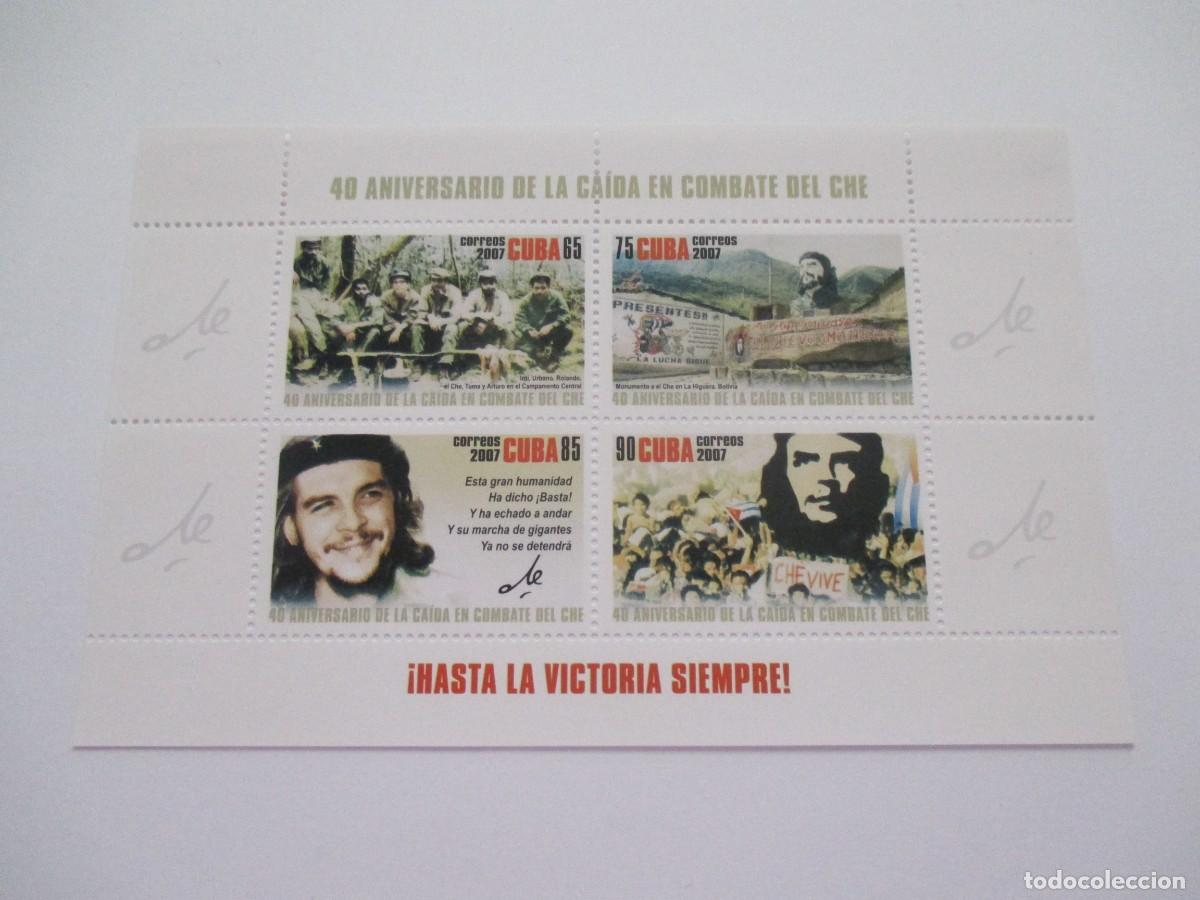 40 ANIVERSARIO DE LA CAÍDA EN COMBATE DEL CHE
correos
2007 CUBA 65
Inti, Urbano, Rolando,
el Che, Tuma y Arturo en el Campamento Central
40 ANIVERSARIO DE LA CAÍDA EN COMBATE DEL CHE
75 CUBA correos
2007
PRESENTES!!
LA LUCHA SIGUE
Monumento a el Che en La Higuera. Bolivia
40 ANIVERSARIO DE LA CAÍDA EN COMBATE DEL CHE
correos
2007 CUBA 85
Esta gran humanidad
Ha dicho ¡Basta!
Y ha echado a andar
Y su marcha de gigantes
Ya no se detendrá
che
40 ANIVERSARIO DE LA CAÍDA EN COMBATE DEL CHE
90 CUBA correos
2007
CHE VIVE
40 ANIVERSARIO DE LA CAÍDA EN COMBATE DEL CHE
che
che
che
che
¡HASTA LA VICTORIA SIEMPRE!
todocoleccion